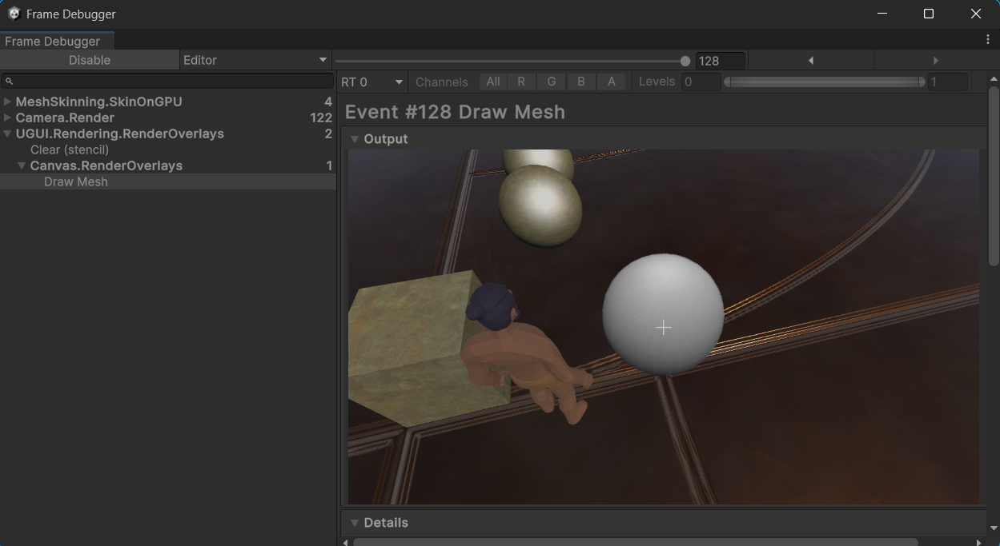 Frame Debugger
Frame Debugger
Disable Editor 128
RT 0 Channels All R G B A Levels 0 1
MeshSkinning.SkinOnGPU 4
Camera.Render 122
UGUI.Rendering.RenderOverlays 2
Clear (stencil)
Canvas.RenderOverlays 1
Draw Mesh
Event #128 Draw Mesh
Output
Details